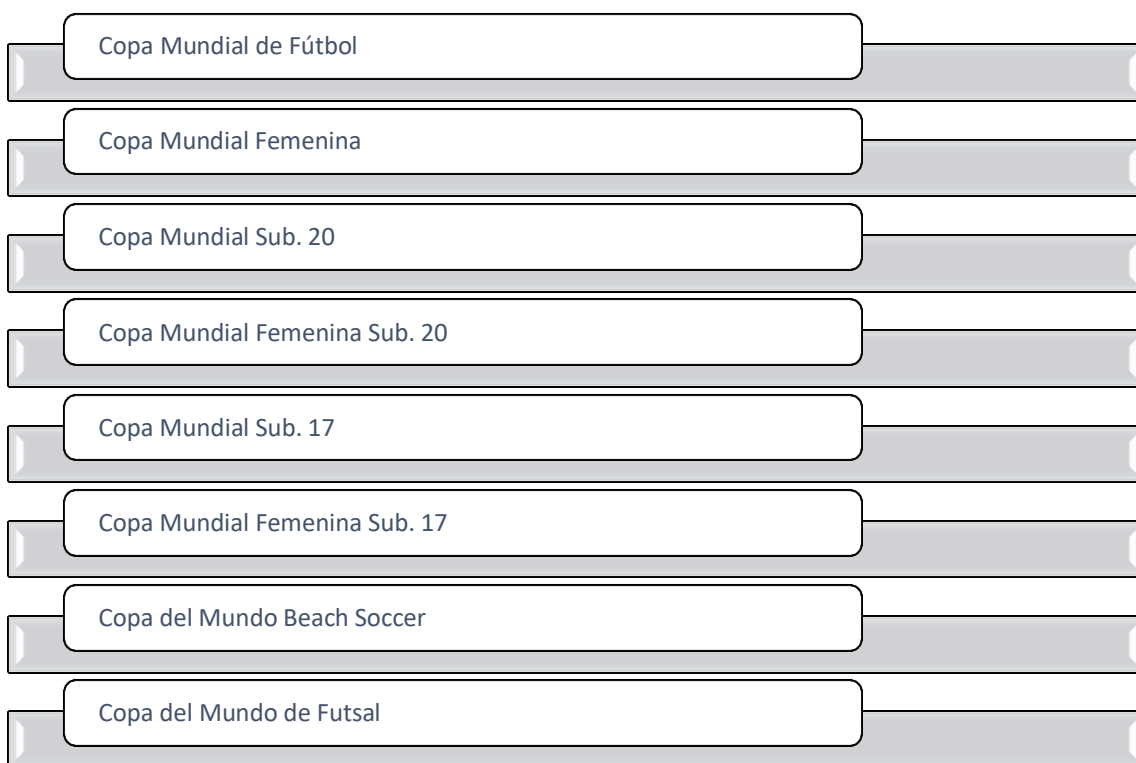 Copa Mundial de Fútbol
Copa Mundial Femenina
Copa Mundial Sub. 20
Copa Mundial Femenina Sub. 20
Copa Mundial Sub. 17
Copa Mundial Femenina Sub. 17
Copa del Mundo Beach Soccer
Copa del Mundo de Futsal